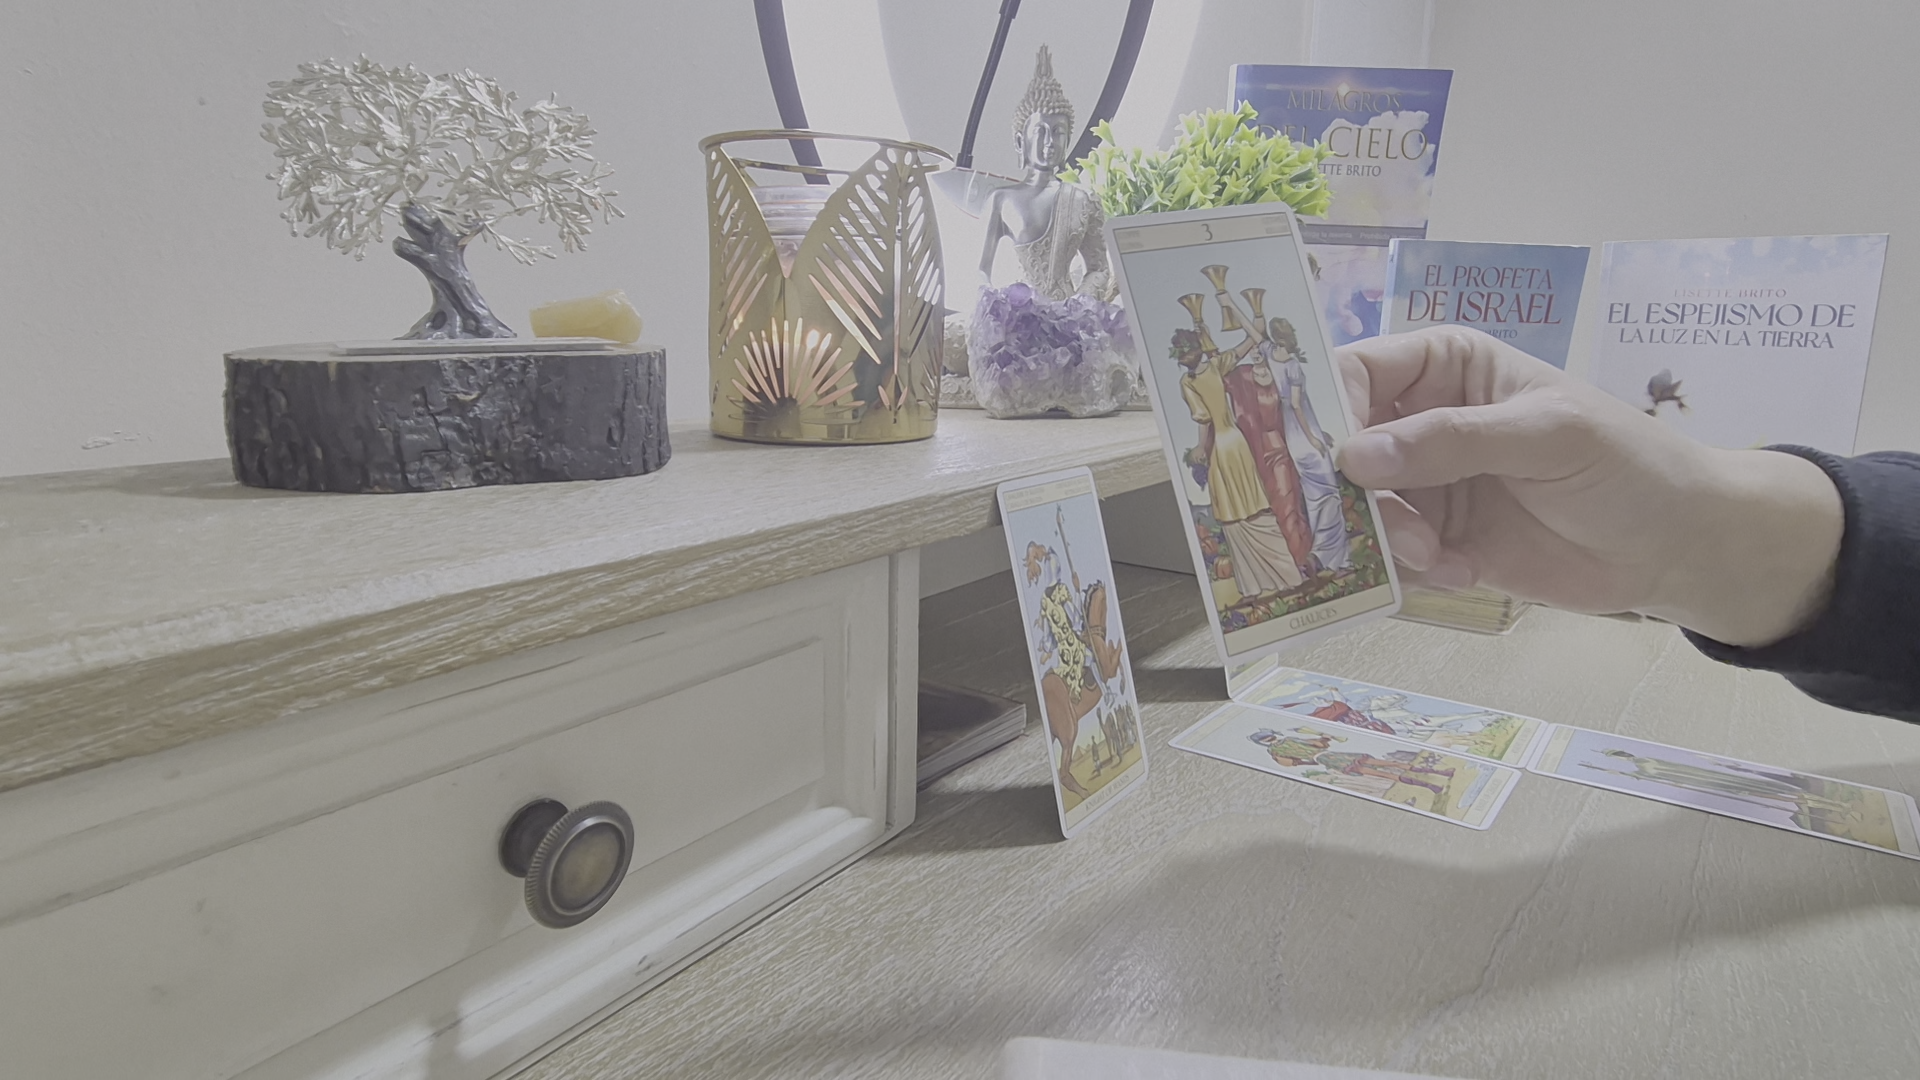 MILAGROS
DEL CIELO
BRITO
EL PROFETA
DE ISRAEL
BRITO
LISETTE BRITO
EL ESPEJISMO DE
LA LUZ EN LA TIERRA
3
CHALICES